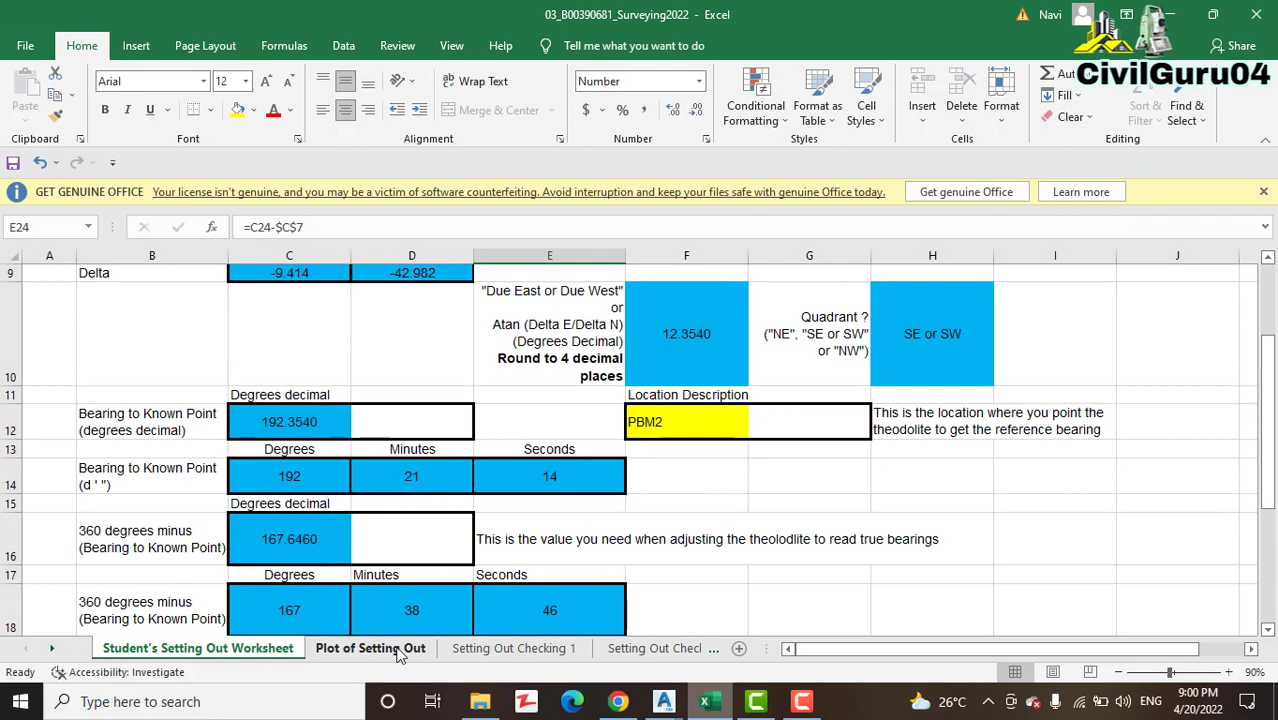 03_B00390681_Surveying2022 - Excel
Navi
File Home Insert Page Layout Formulas Data Review View Help Tell me what you want to do Share
CivilGuru04
Paste
Arial 12
B I U
Wrap Text
Merge & Center
Number
$ % ,
Conditional Formatting
Format as Table
Cell Styles
Insert Delete Format
Fill
Clear
Find & Select
Clipboard Font Alignment Number Styles Cells Editing
GET GENUINE OFFICE Your license isn't genuine, and you may be a victim of software counterfeiting. Avoid interruption and keep your files safe with genuine Office today. Get genuine Office Learn more
E24 fx =C24-$C$7
A B C D E F G H I J
9 Delta -9.414 -42.982
10
"Due East or Due West"
or
Atan (Delta E/Delta N)
(Degrees Decimal)
Round to 4 decimal
places
12.3540
Quadrant ?
("NE", "SE or SW"
or "NW")
SE or SW
11 Degrees decimal Location Description
12
Bearing to Known Point
(degrees decimal)
192.3540
PBM2
This is the location where you point the
theodolite to get the reference bearing
13 Degrees Minutes Seconds
14
Bearing to Known Point
(d ' ")
192 21 14
15 Degrees decimal
16
360 degrees minus
(Bearing to Known Point)
167.6460
This is the value you need when adjusting the theolodlite to read true bearings
17 Degrees Minutes Seconds
18
360 degrees minus
(Bearing to Known Point)
167 38 46
Student's Setting Out Worksheet Plot of Setting Out Setting Out Checking 1 Setting Out Checl ...
Ready Accessibility: Investigate 90%
Type here to search
26°C
ENG
9:00 PM
4/20/2022